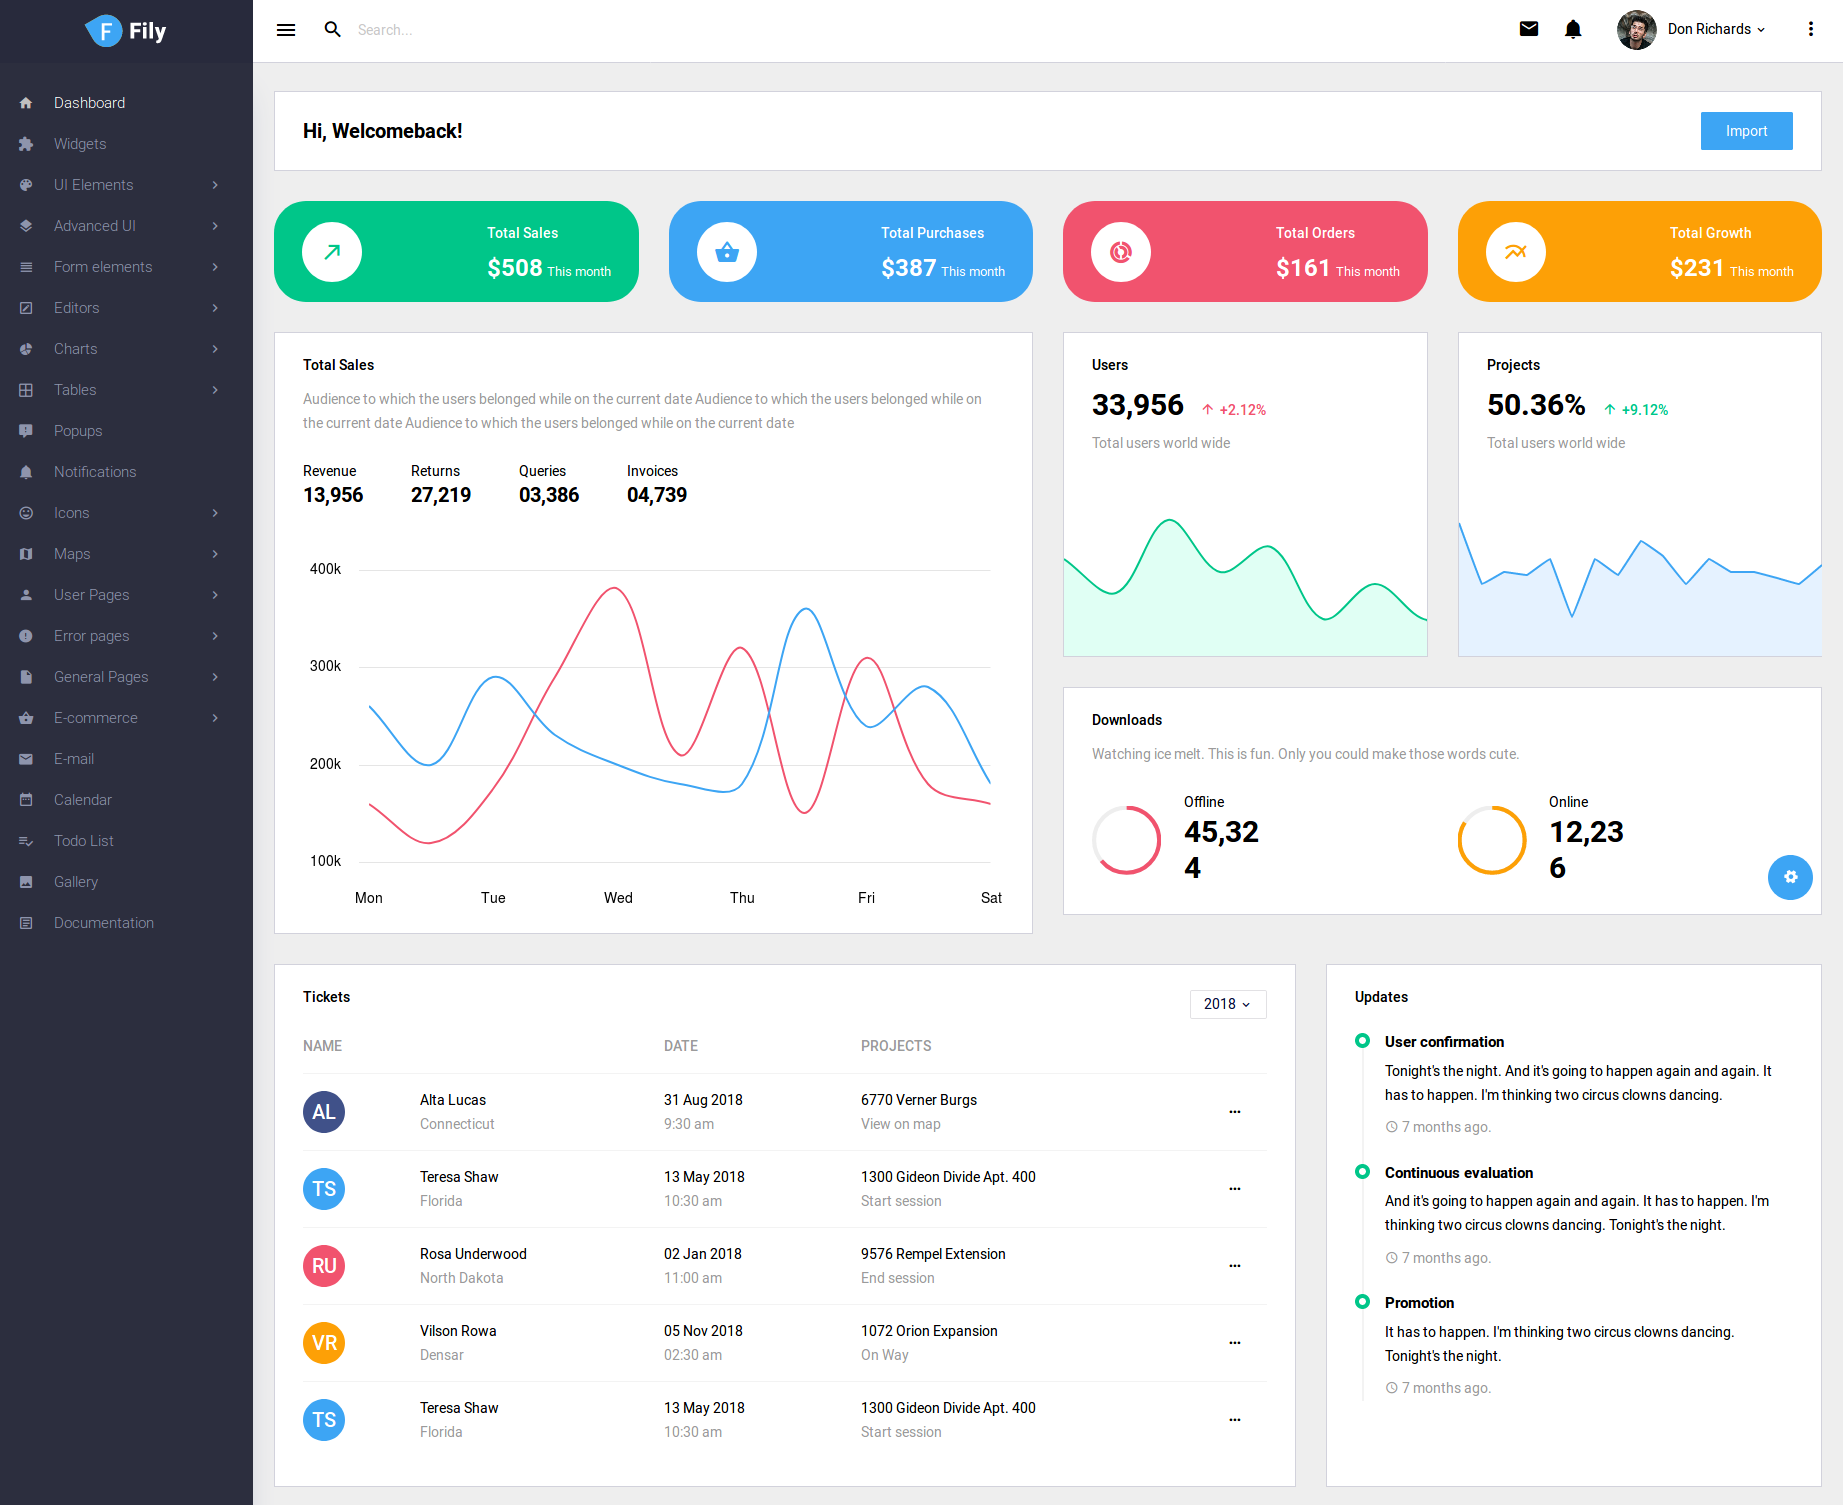 F Fily
Search...
Don Richards
Dashboard
Widgets
UI Elements
Advanced UI
Form elements
Editors
Charts
Tables
Popups
Notifications
Icons
Maps
User Pages
Error pages
General Pages
E-commerce
E-mail
Calendar
Todo List
Gallery
Documentation
Hi, Welcomeback!
Import
Total Sales
$508 This month
Total Purchases
$387 This month
Total Orders
$161 This month
Total Growth
$231 This month
Total Sales
Audience to which the users belonged while on the current date Audience to which the users belonged while on
the current date Audience to which the users belonged while on the current date
Revenue
13,956
Returns
27,219
Queries
03,386
Invoices
04,739
400k
300k
200k
100k
Mon Tue Wed Thu Fri Sat
Users
33,956 +2.12%
Total users world wide
Projects
50.36% +9.12%
Total users world wide
Downloads
Watching ice melt. This is fun. Only you could make those words cute.
Offline
45,32
4
Online
12,23
6
Tickets
2018
NAME DATE PROJECTS
AL
Alta Lucas 31 Aug 2018 6770 Verner Burgs
Connecticut 9:30 am View on map
TS
Teresa Shaw 13 May 2018 1300 Gideon Divide Apt. 400
Florida 10:30 am Start session
RU
Rosa Underwood 02 Jan 2018 9576 Rempel Extension
North Dakota 11:00 am End session
VR
Vilson Rowa 05 Nov 2018 1072 Orion Expansion
Densar 02:30 am On Way
TS
Teresa Shaw 13 May 2018 1300 Gideon Divide Apt. 400
Florida 10:30 am Start session
Updates
User confirmation
Tonight's the night. And it's going to happen again and again. It
has to happen. I'm thinking two circus clowns dancing.
7 months ago.
Continuous evaluation
And it's going to happen again and again. It has to happen. I'm
thinking two circus clowns dancing. Tonight's the night.
7 months ago.
Promotion
It has to happen. I'm thinking two circus clowns dancing.
Tonight's the night.
7 months ago.